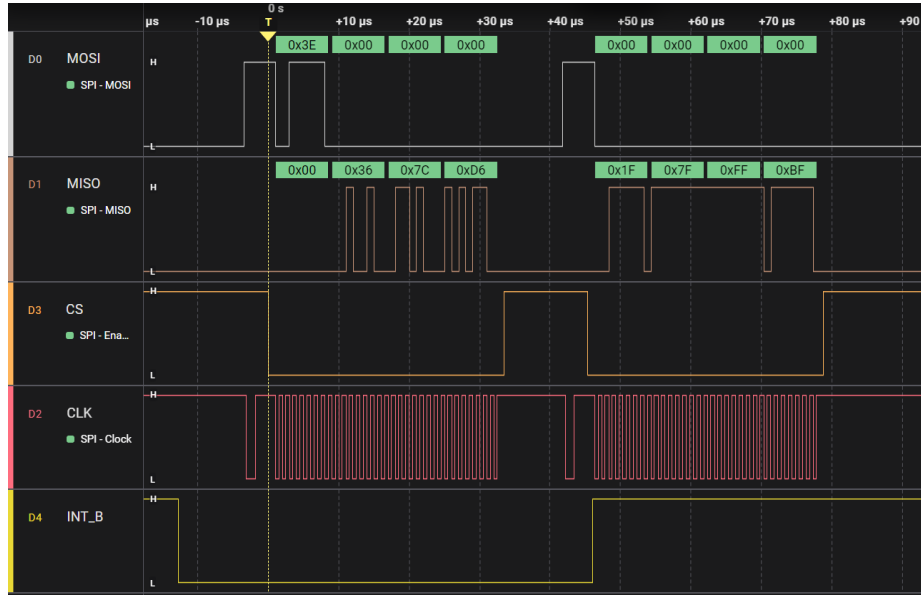 0 s
µs -10 µs T +10 µs +20 µs +30 µs +40 µs +50 µs +60 µs +70 µs +80 µs +90
0x3E 0x00 0x00 0x00 0x00 0x00 0x00 0x00
D0 MOSI H
SPI - MOSI
L
0x00 0x36 0x7C 0xD6 0x1F 0x7F 0xFF 0xBF
D1 MISO H
SPI - MISO
L
H
D3 CS
SPI - Ena...
L
H
D2 CLK
SPI - Clock
L
H
D4 INT_B
L